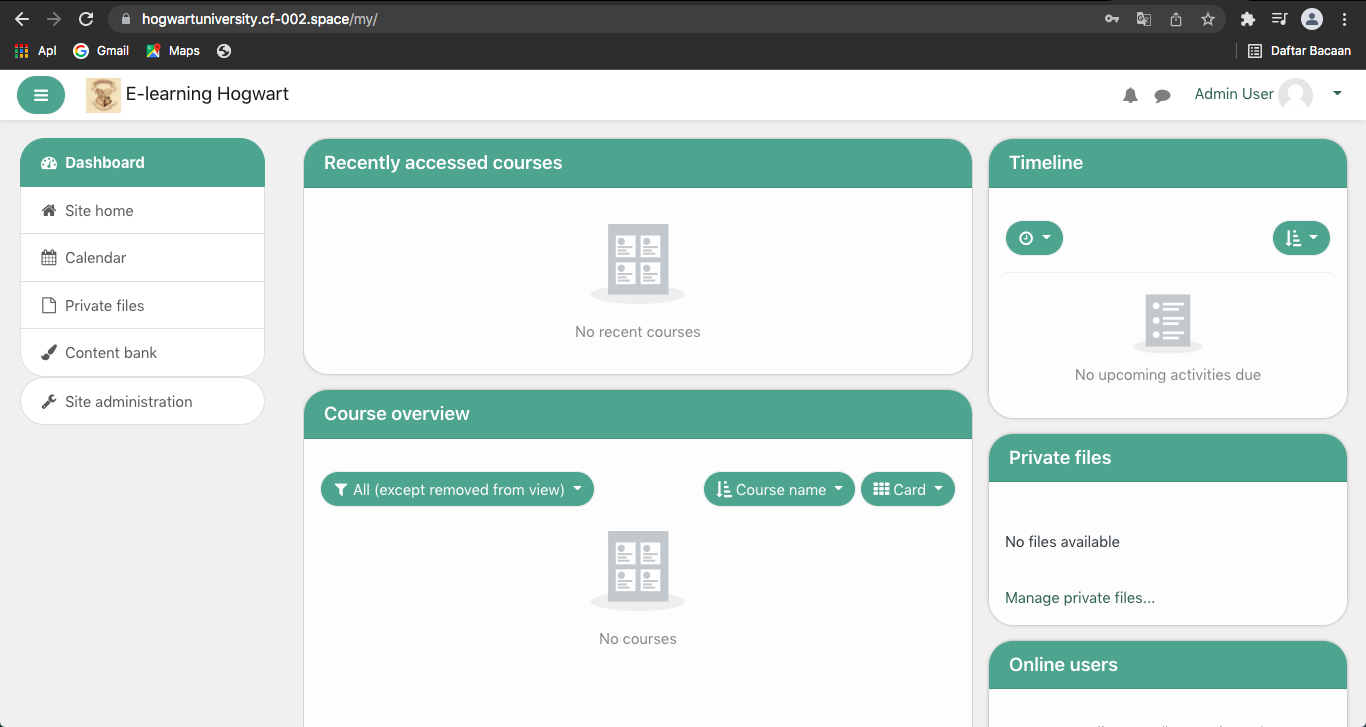 hogwartuniversity.cf-002.space/my/
Apl Gmail Maps Daftar Bacaan
E-learning Hogwart
Admin User
Dashboard
Site home
Calendar
Private files
Content bank
Site administration
Recently accessed courses
No recent courses
Course overview
All (except removed from view) Course name Card
No courses
Timeline
No upcoming activities due
Private files
No files available
Manage private files...
Online users